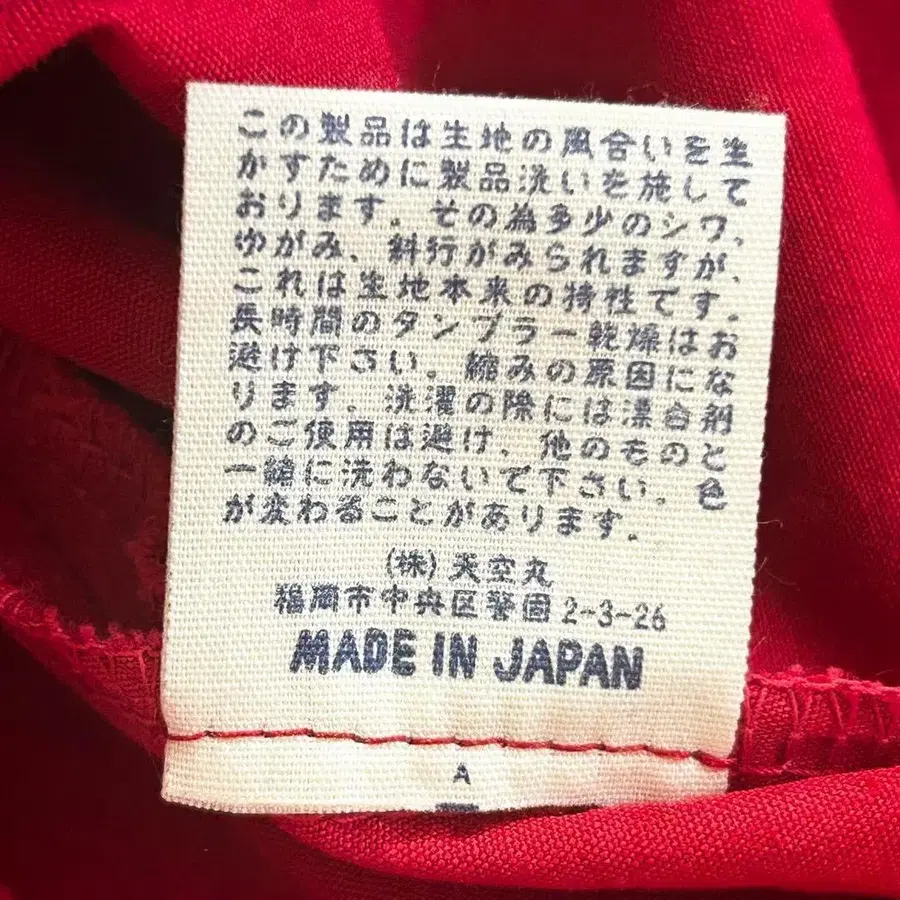 この製品は生地の風合いを生
かすために製品洗いを施して
おります。その為多少のシワ、
ゆがみ、斜行がみられますが、
これは生地本来の特性です。
長時間のタンブラー乾燥はお
避け下さい。縮みの原因にな
ります。洗濯の際には漂白剤
のご使用は避け、他のものと
一緒に洗わないで下さい。色
が変わることがあります。
(株)天空丸
福岡市中央区警固2-3-26
MADE IN JAPAN
A